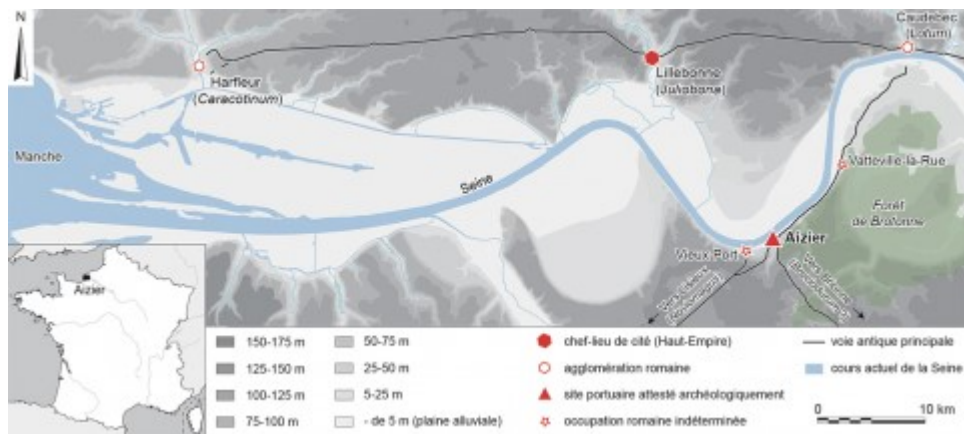 N
Caudebec
(Lotum)
Harfleur
(Caracotinum)
Lillebonne
(Juliobona)
Manche
Seine
Vatteville-la-Rue
Forêt
de Brotonne
Aizier
Vieux-Port
Aizier
150-175 m
125-150 m
100-125 m
75-100 m
50-75 m
25-50 m
5-25 m
- de 5 m (plaine alluviale)
chef-lieu de cité (Haut-Empire)
agglomération romaine
site portuaire attesté archéologiquement
occupation romaine indéterminée
voie antique principale
cours actuel de la Seine
0 10 km